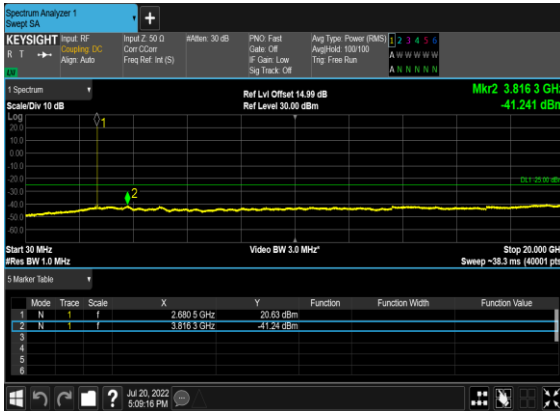 Spectrum Analyzer 1
Swept SA
+
KEYSIGHT Input: RF Input Z: 50 Ω #Atten: 30 dB PNO: Fast Avg Type: Power (RMS) 1 2 3 4 5 6
R T Coupling: DC Corr CCorr Gate: Off Avg|Hold: 100/100 A W W W W W
Align: Auto Freq Ref: Int (S) IF Gain: Low Trig: Free Run
Sig Track: Off A N N N N N
1 Spectrum Ref Lvl Offset 14.99 dB Mkr2 3.816 3 GHz
Scale/Div 10 dB Ref Level 30.00 dBm -41.241 dBm
Log
20.0
10.0
0.00
-10.0
-20.0
-30.0
-40.0
-50.0
-60.0
1
2
DL1 -25.00 dBm
Start 30 MHz Video BW 3.0 MHz* Stop 20.000 GHz
#Res BW 1.0 MHz Sweep ~38.3 ms (40001 pts)
5 Marker Table
Mode Trace Scale X Y Function Function Width Function Value
1 N 1 f 2.680 5 GHz 20.63 dBm
2 N 1 f 3.816 3 GHz -41.24 dBm
3
4
5
6
? Jul 20, 2022
5:09:16 PM